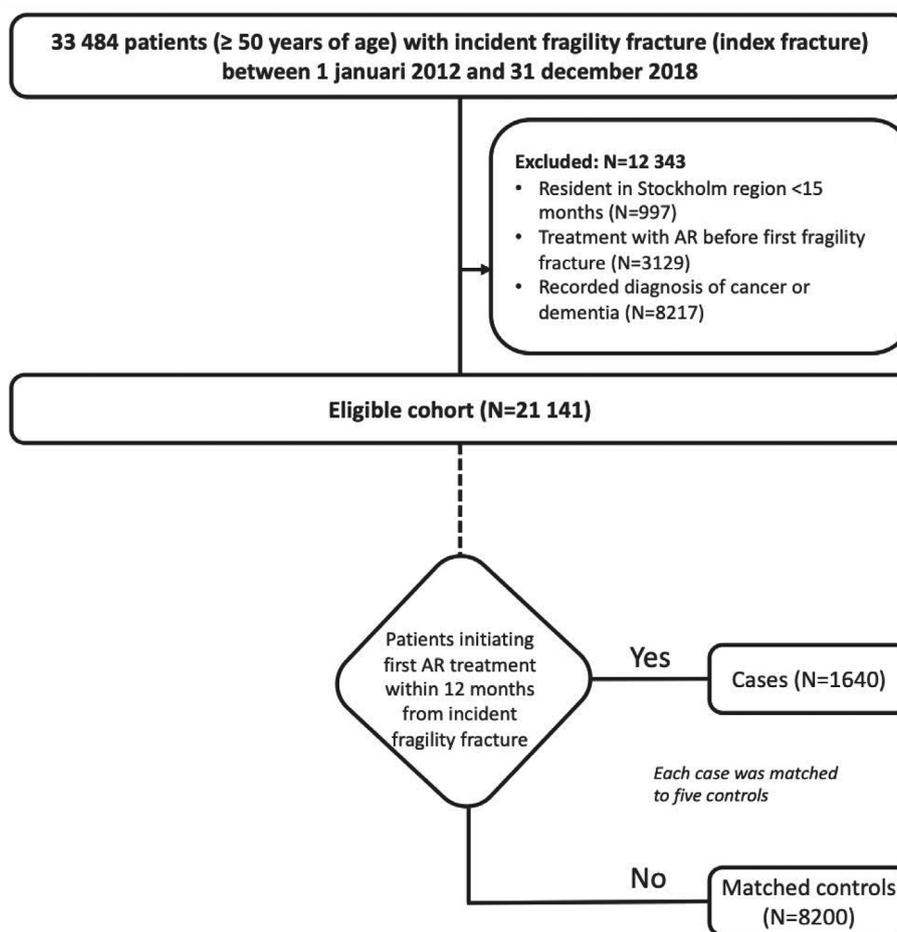 33 484 patients (≥ 50 years of age) with incident fragility fracture (index fracture)
between 1 januari 2012 and 31 december 2018
Excluded: N=12 343
• Resident in Stockholm region <15
months (N=997)
• Treatment with AR before first fragility
fracture (N=3129)
• Recorded diagnosis of cancer or
dementia (N=8217)
Eligible cohort (N=21 141)
Patients initiating
first AR treatment
within 12 months
from incident
fragility fracture
Yes
Cases (N=1640)
Each case was matched
to five controls
No
Matched controls
(N=8200)